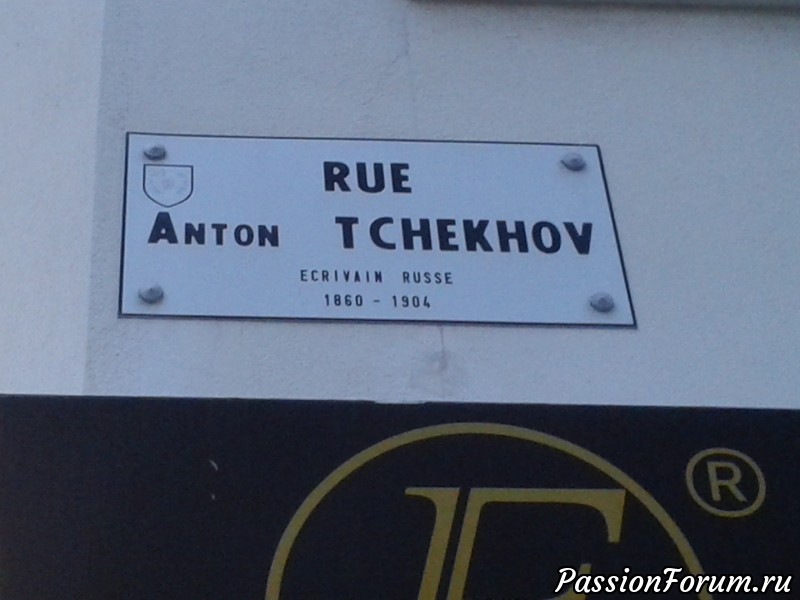 RUE
ANTON TCHEKHOV
ECRIVAIN RUSSE
1860 - 1904
®
F
PassionForum.ru